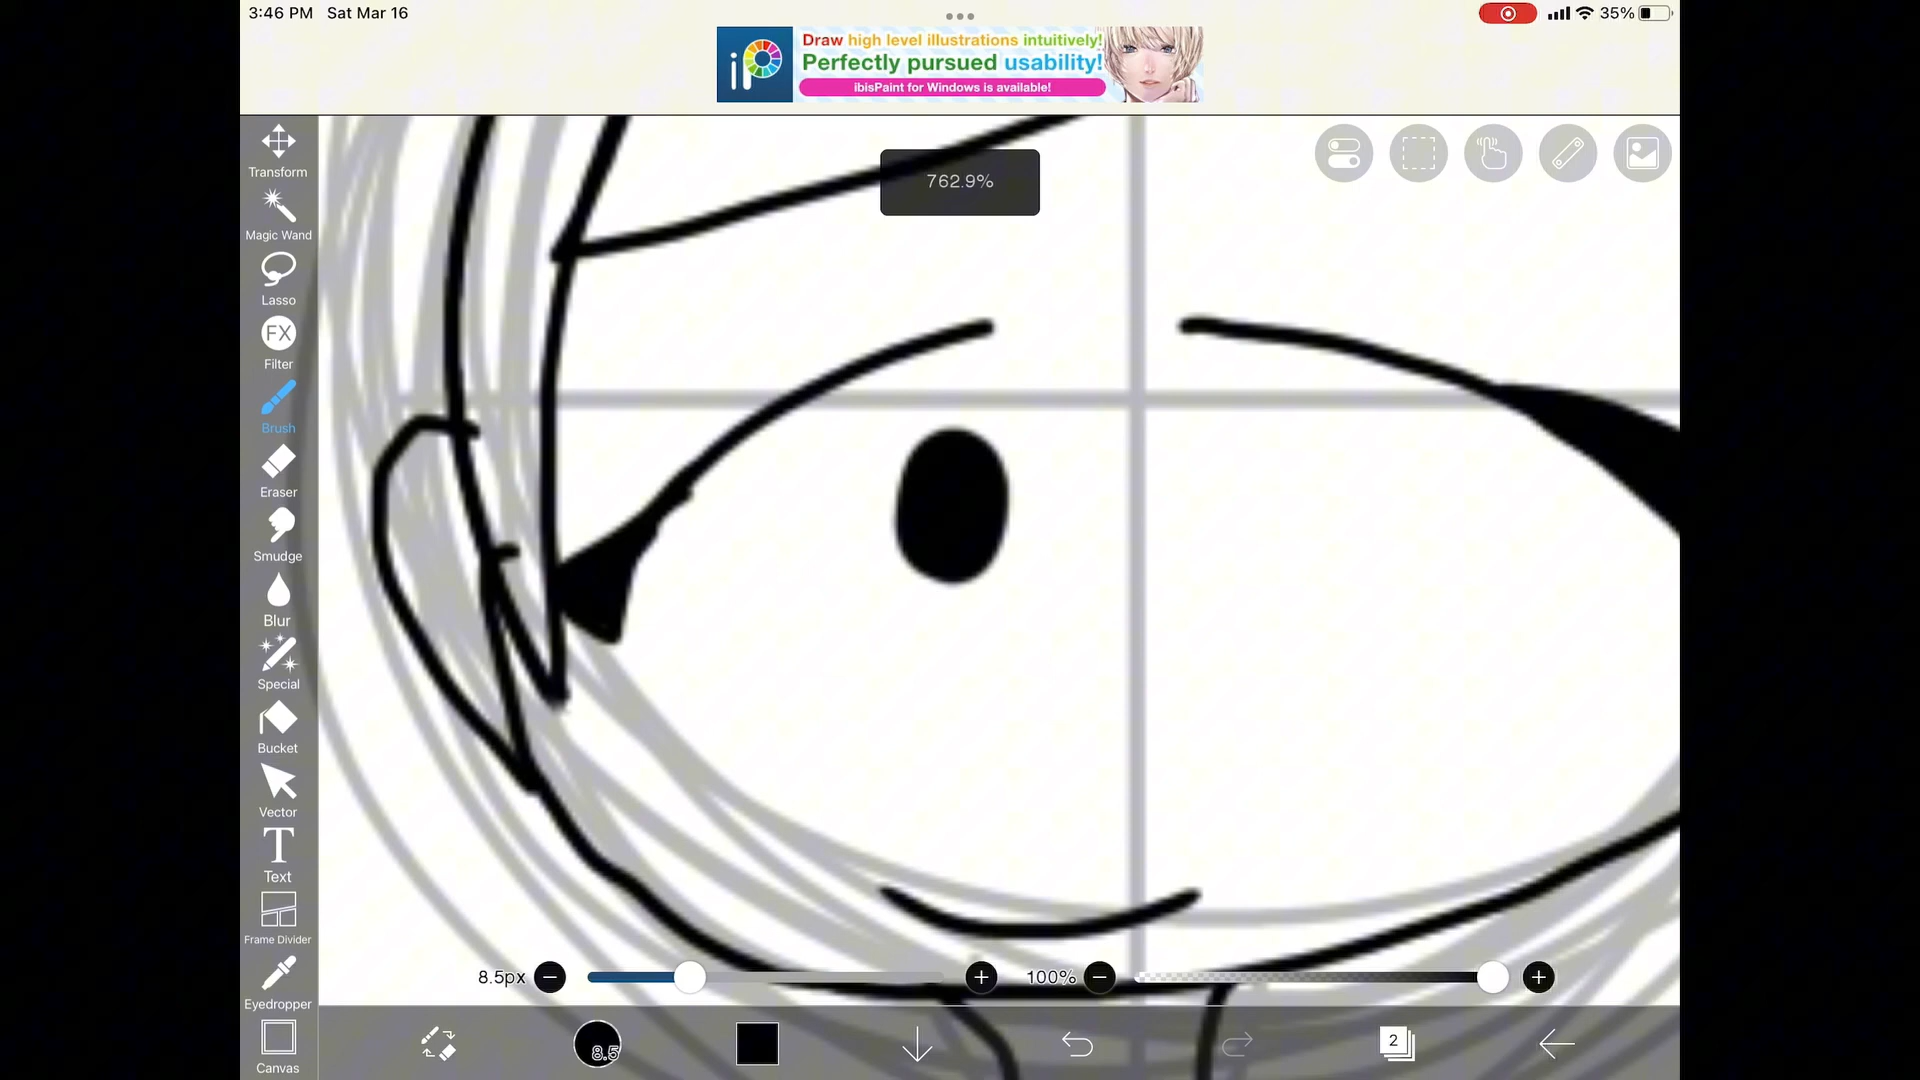 3:46 PM Sat Mar 16
35%
iP
Draw high level illustrations intuitively!
Perfectly pursued usability!
ibisPaint for Windows is available!
762.9%
Transform
Magic Wand
Lasso
FX
Filter
Brush
Eraser
Smudge
Blur
Special
Bucket
Vector
T
Text
Frame Divider
Eyedropper
Canvas
8.5px
100%
8.5
2